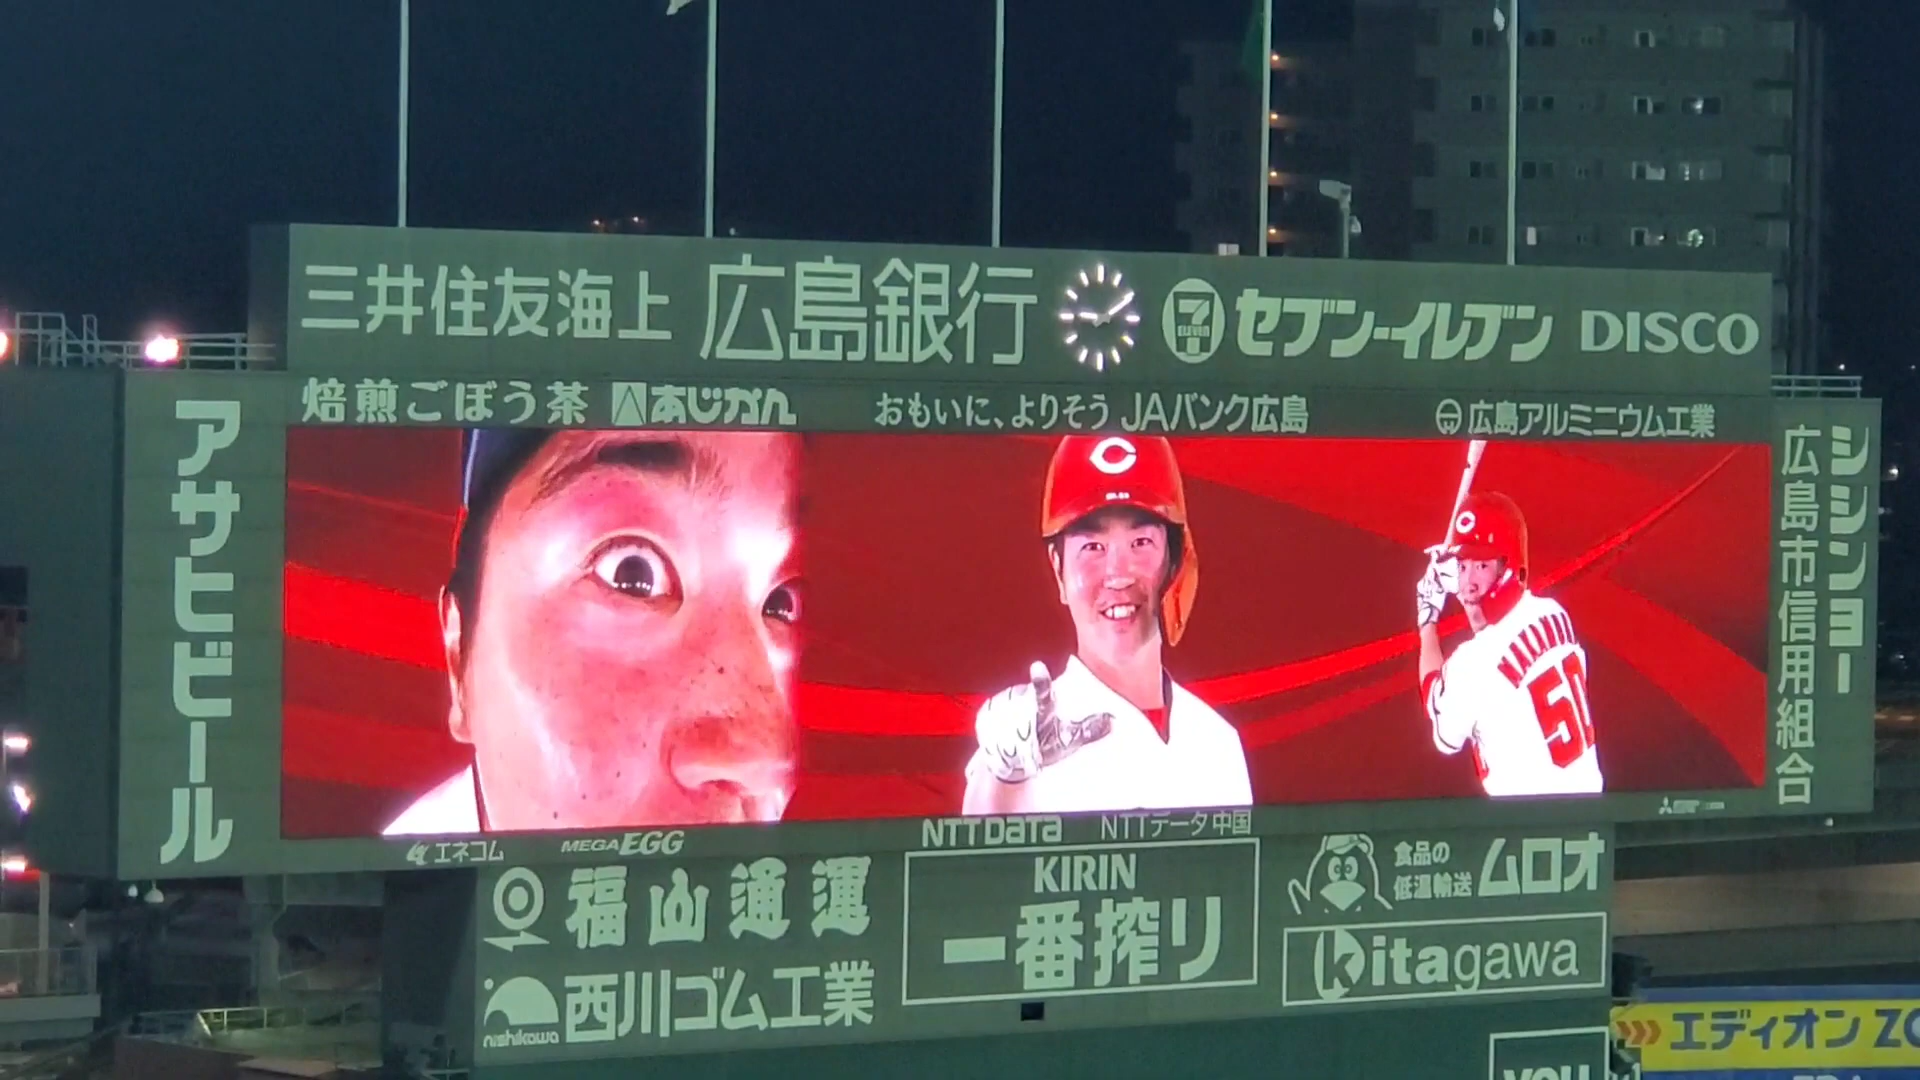 三井住友海上 広島銀行 7 ELEVEN セブン-イレブン DISCO
焙煎ごぼう茶 あじかん おもいに、よりそう JAバンク広島 広島アルミニウム工業
アサヒビール
C
C
50
シシンヨー
広島市信用組合
エネコム MEGA EGG NTT DATA NTTデータ中国
福山通運
nishikawa 西川ゴム工業
KIRIN
一番搾り
食品の
低温輸送 ムロオ
kitagawa
エディオン